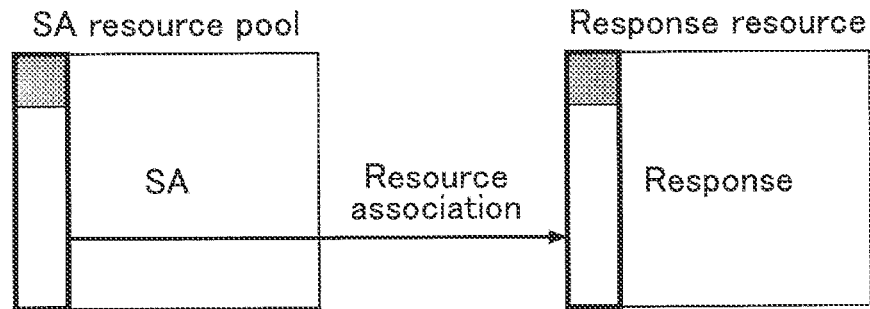 SA resource pool
Response resource
SA
Resource
association
Response